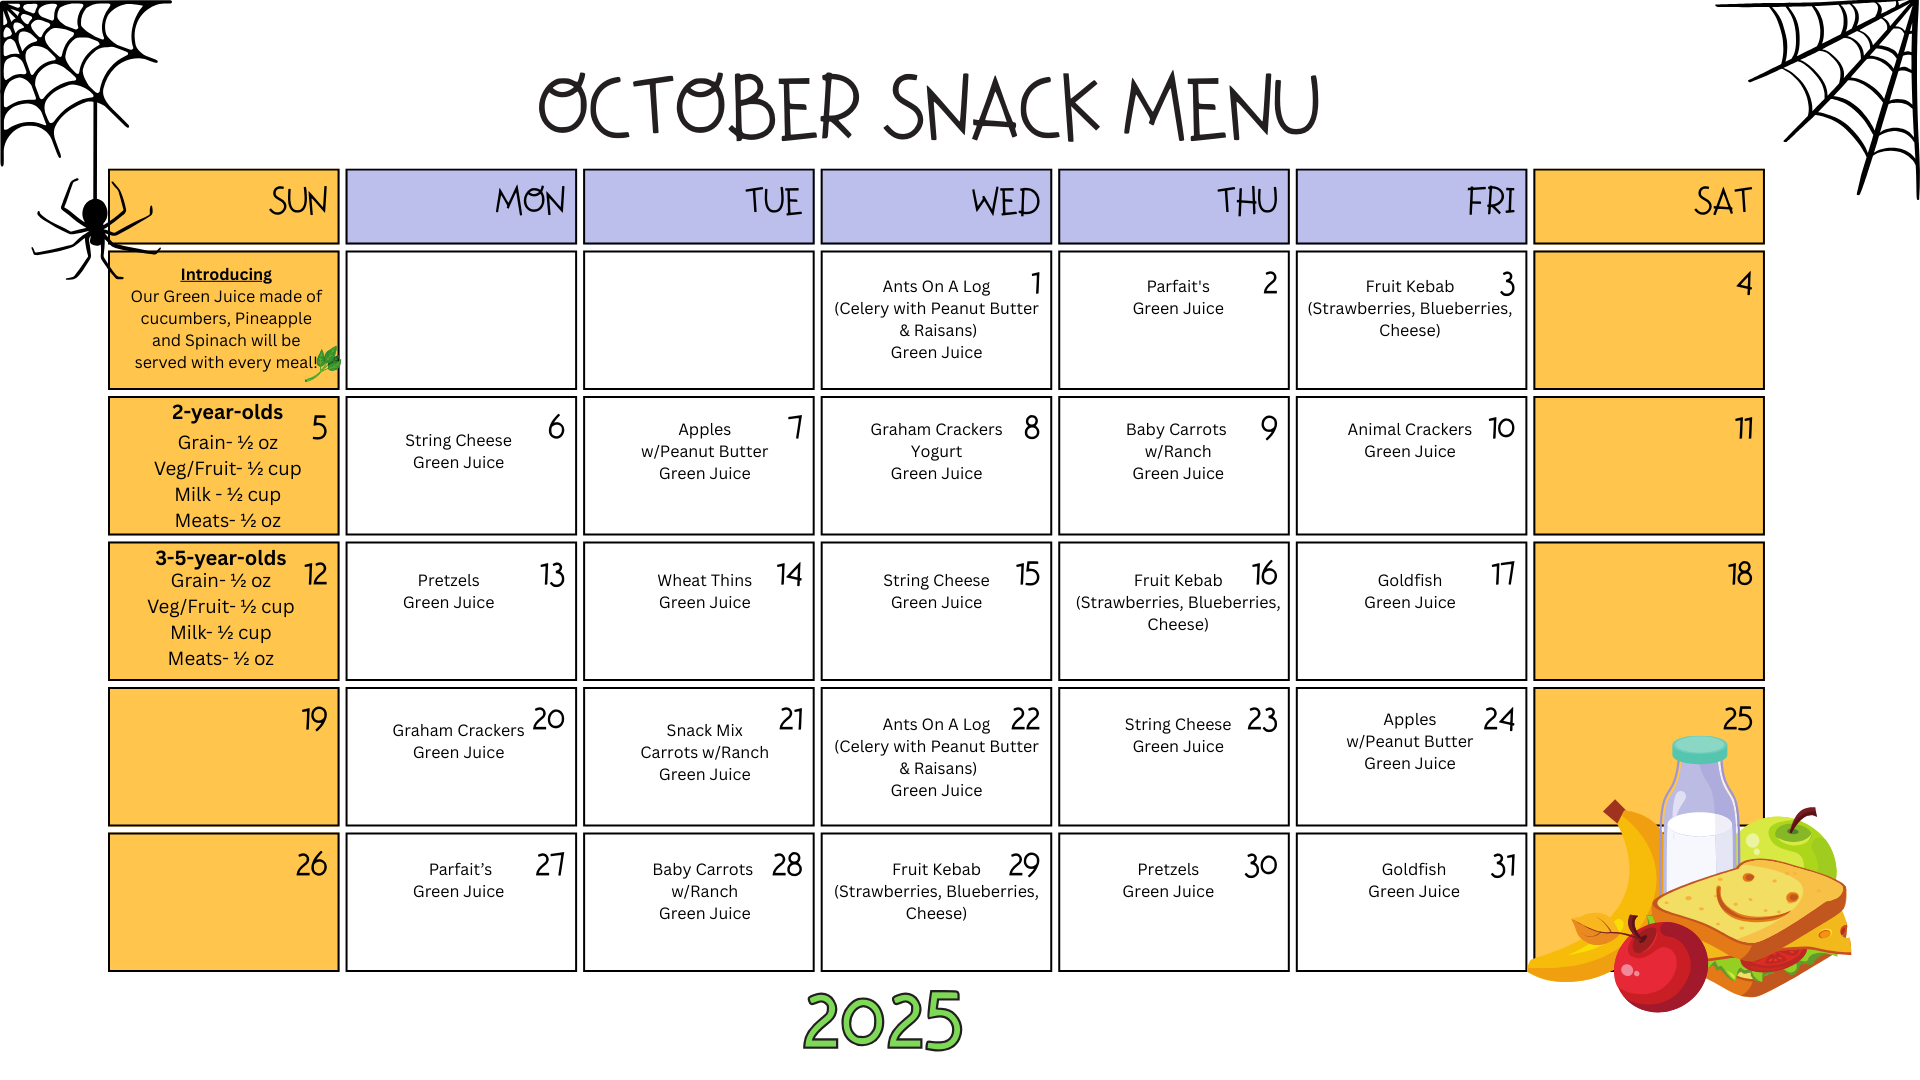 OCTOBER SNACK MENU
SUN
MON
TUE
WED
THU
FRI
SAT
Introducing
Our Green Juice made of
cucumbers, Pineapple
and Spinach will be
served with every meal!
1
Ants On A Log
(Celery with Peanut Butter
& Raisans)
Green Juice
2
Parfait's
Green Juice
3
Fruit Kebab
(Strawberries, Blueberries,
Cheese)
4
2-year-olds
5
Grain- ½ oz
Veg/Fruit- ½ cup
Milk - ½ cup
Meats- ½ oz
6
String Cheese
Green Juice
7
Apples
w/Peanut Butter
Green Juice
8
Graham Crackers
Yogurt
Green Juice
9
Baby Carrots
w/Ranch
Green Juice
10
Animal Crackers
Green Juice
11
3-5-year-olds
12
Grain- ½ oz
Veg/Fruit- ½ cup
Milk- ½ cup
Meats- ½ oz
13
Pretzels
Green Juice
14
Wheat Thins
Green Juice
15
String Cheese
Green Juice
16
Fruit Kebab
(Strawberries, Blueberries,
Cheese)
17
Goldfish
Green Juice
18
19
20
Graham Crackers
Green Juice
21
Snack Mix
Carrots w/Ranch
Green Juice
22
Ants On A Log
(Celery with Peanut Butter
& Raisans)
Green Juice
23
String Cheese
Green Juice
24
Apples
w/Peanut Butter
Green Juice
25
26
27
Parfait’s
Green Juice
28
Baby Carrots
w/Ranch
Green Juice
29
Fruit Kebab
(Strawberries, Blueberries,
Cheese)
30
Pretzels
Green Juice
31
Goldfish
Green Juice
2025